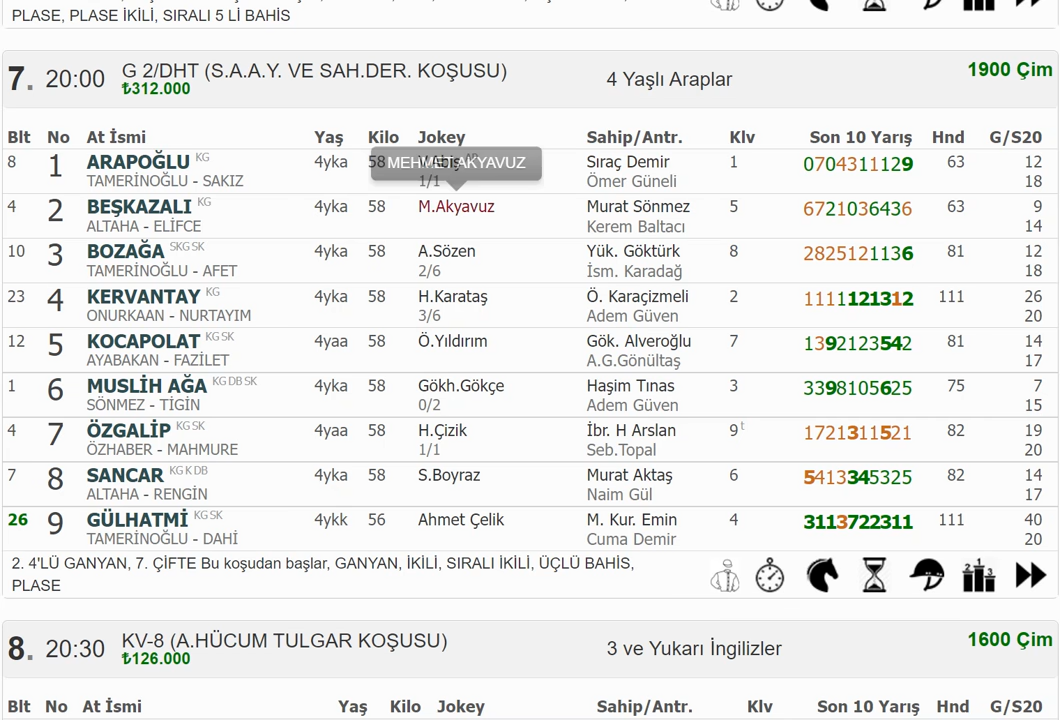 PLASE, PLASE İKİLİ, SIRALI 5 Lİ BAHİS
7. 20:00 G 2/DHT (S.A.A.Y. VE SAH.DER. KOŞUSU) 4 Yaşlı Araplar 1900 Çim
₺312.000
Blt No At İsmi Yaş Kilo Jokey Sahip/Antr. Klv Son 10 Yarış Hnd G/S20
8 1 ARAPOĞLU KG 4yka 58 Sıraç Demir 1 0704311129 63 12
MEHMET AKYAVUZ
TAMERİNOĞLU - SAKIZ 1/1 Ömer Güneli 18
4 2 BEŞKAZALI KG 4yka 58 M.Akyavuz Murat Sönmez 5 6721036436 63 9
ALTAHA - ELİFCE Kerem Baltacı 14
10 3 BOZAĞA SKG SK 4yka 58 A.Sözen Yük. Göktürk 8 2825121136 81 12
TAMERİNOĞLU - AFET 2/6 İsm. Karadağ 18
23 4 KERVANTAY KG 4yka 58 H.Karataş Ö. Karaçizmeli 2 1111121312 111 26
ONURKAAN - NURTAYIM 3/6 Adem Güven 20
12 5 KOCAPOLAT KG SK 4yaa 58 Ö.Yıldırım Gök. Alveroğlu 7 1392123542 81 14
AYABAKAN - FAZİLET A.G.Gönültaş 17
1 6 MUSLİH AĞA KG DB SK 4yka 58 Gökh.Gökçe Haşim Tınas 3 3398105625 75 7
SÖNMEZ - TİGİN 0/2 Adem Güven 15
4 7 ÖZGALİP KG SK 4yaa 58 H.Çizik İbr. H Arslan 9 t 1721311521 82 19
ÖZHABER - MAHMURE 1/1 Seb.Topal 20
7 8 SANCAR KG K DB 4yka 58 S.Boyraz Murat Aktaş 6 5413345325 82 14
ALTAHA - RENGİN Naim Gül 17
26 9 GÜLHATMİ KG SK 4ykk 56 Ahmet Çelik M. Kur. Emin 4 3113722311 111 40
TAMERİNOĞLU - DAHİ Cuma Demir 20
2. 4'LÜ GANYAN, 7. ÇİFTE Bu koşudan başlar, GANYAN, İKİLİ, SIRALI İKİLİ, ÜÇLÜ BAHİS,
PLASE
8. 20:30 KV-8 (A.HÜCUM TULGAR KOŞUSU) 3 ve Yukarı İngilizler 1600 Çim
₺126.000
Blt No At İsmi Yaş Kilo Jokey Sahip/Antr. Klv Son 10 Yarış Hnd G/S20